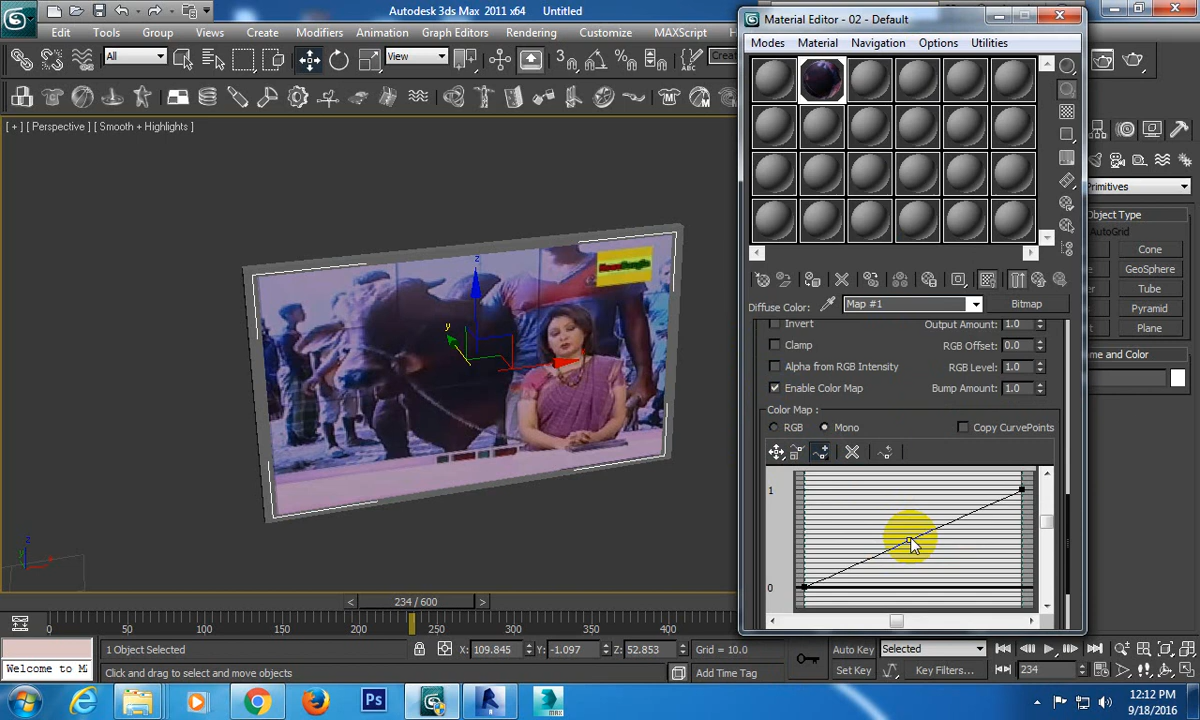 Autodesk 3ds Max 2011 x64 Untitled
Edit Tools Group Views Create Modifiers Animation Graph Editors Rendering Customize MAXScript
All
View
[ + ] [ Perspective ] [ Smooth + Highlights ]
Material Editor - 02 - Default
Modes Material Navigation Options Utilities
Diffuse Color: Map #1 Bitmap
Invert Output Amount: 1.0
Clamp RGB Offset: 0.0
Alpha from RGB Intensity RGB Level: 1.0
Enable Color Map Bump Amount: 1.0
Color Map :
RGB Mono Copy CurvePoints
1
0
Primitives
Object Type
AutoGrid
Cone
GeoSphere
Tube
Pyramid
Plane
Name and Color
x
y
z
< 234 / 600 >
0 50 100 150 200 250 300 350 400
1 Object Selected X: 109.845 Y: -1.097 Z: 52.853 Grid = 10.0 Auto Key Selected
Welcome to M Click and drag to select and move objects Add Time Tag Set Key Key Filters... 234
Ps
MAX
12:12 PM
9/18/2016